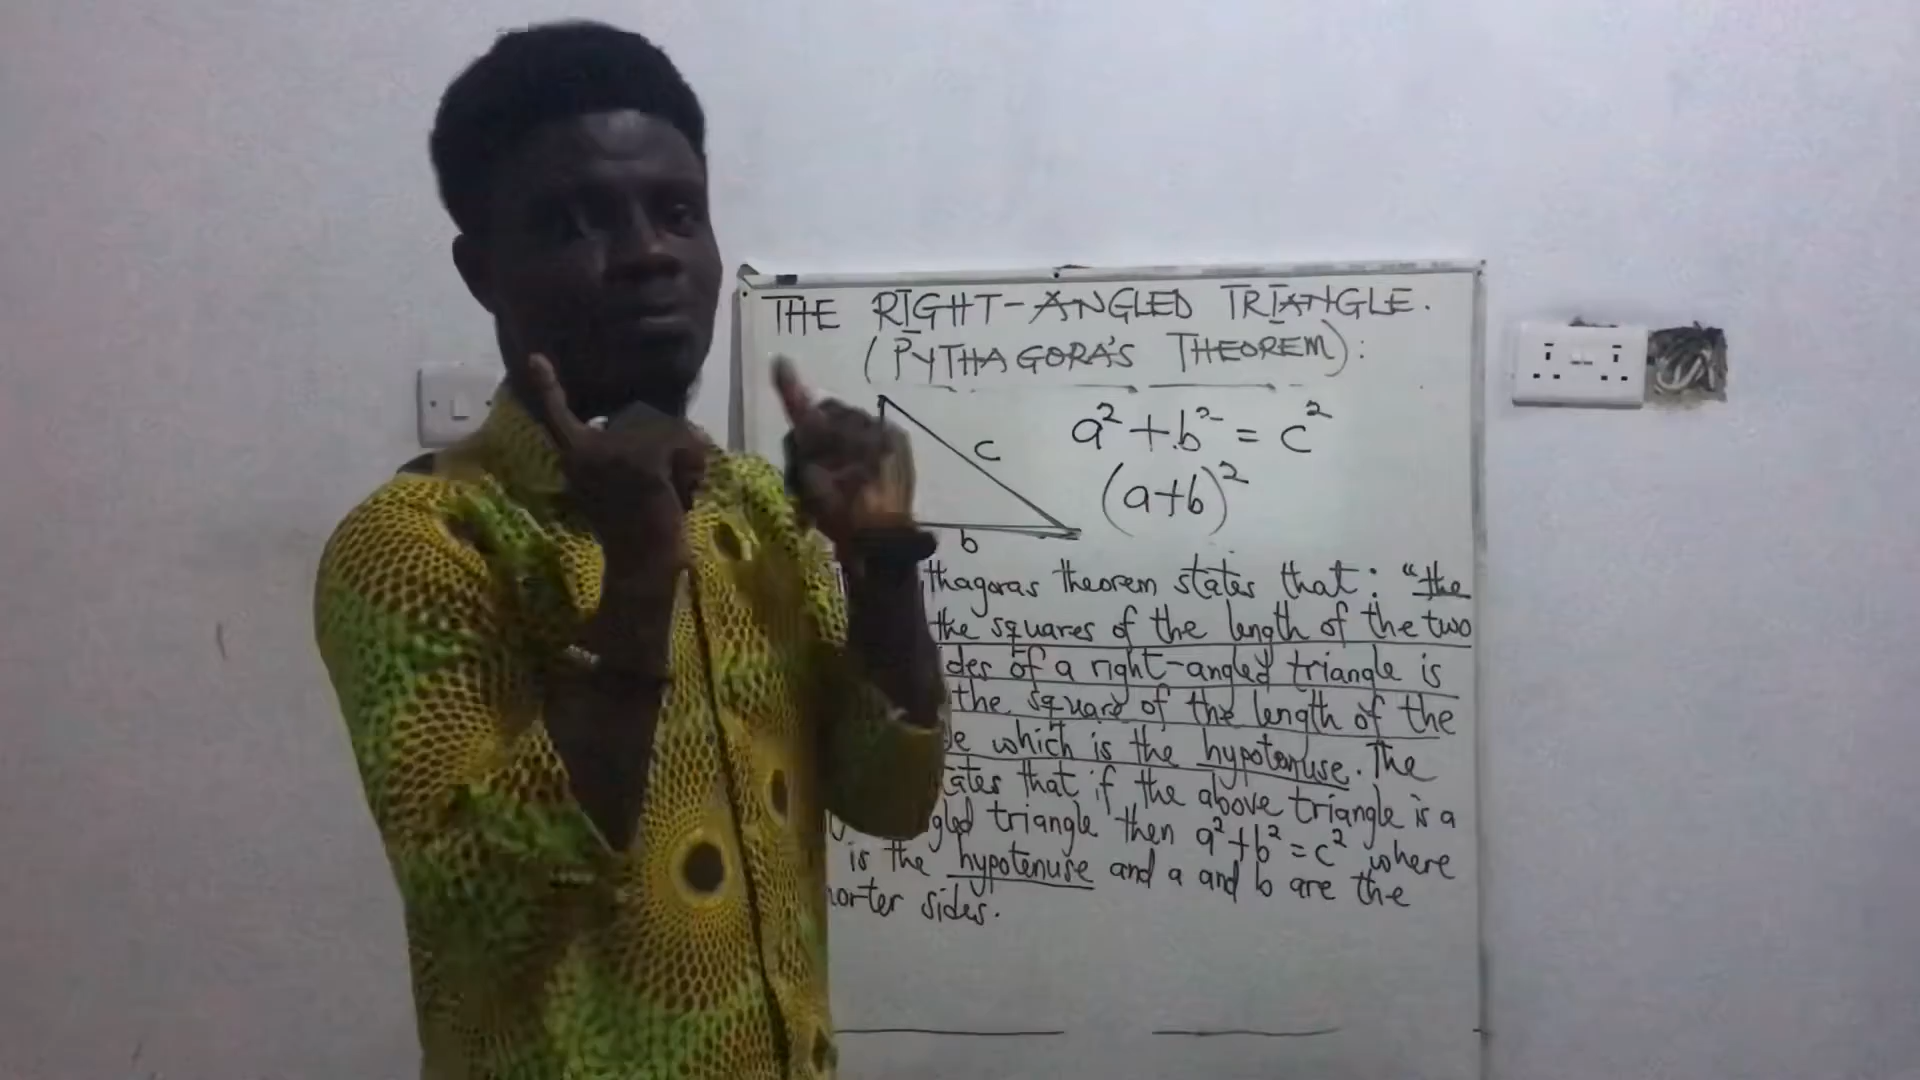 THE RIGHT-ANGLED TRIANGLE.
(PYTHAGORA'S THEOREM):
c
a² + b² = c²
(a+b)²
b
thagoras theorem states that: "the
the squares of the length of the two
des of a right-angled triangle is
the square of the length of the
which is the hypotenuse. The
ates that if the above triangle is a
gled triangle then a²+b²=c² where
is the hypotenuse and a and b are the
horter sides.